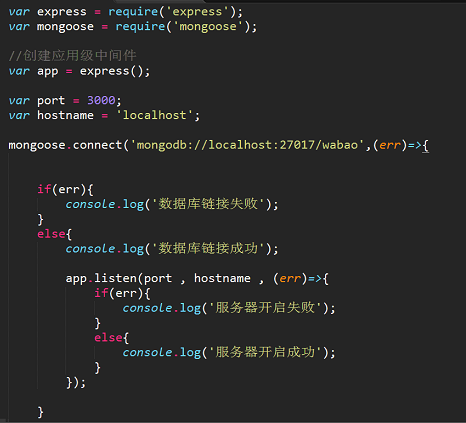 var express = require('express');
var mongoose = require('mongoose');
//创建应用级中间件
var app = express();
var port = 3000;
var hostname = 'localhost';
mongoose.connect('mongodb://localhost:27017/wabao',(err)=>{
if(err){
console.log('数据库链接失败');
}
else{
console.log('数据库链接成功');
app.listen(port , hostname , (err)=>{
if(err){
console.log('服务器开启失败');
}
else{
console.log('服务器开启成功');
}
});
}